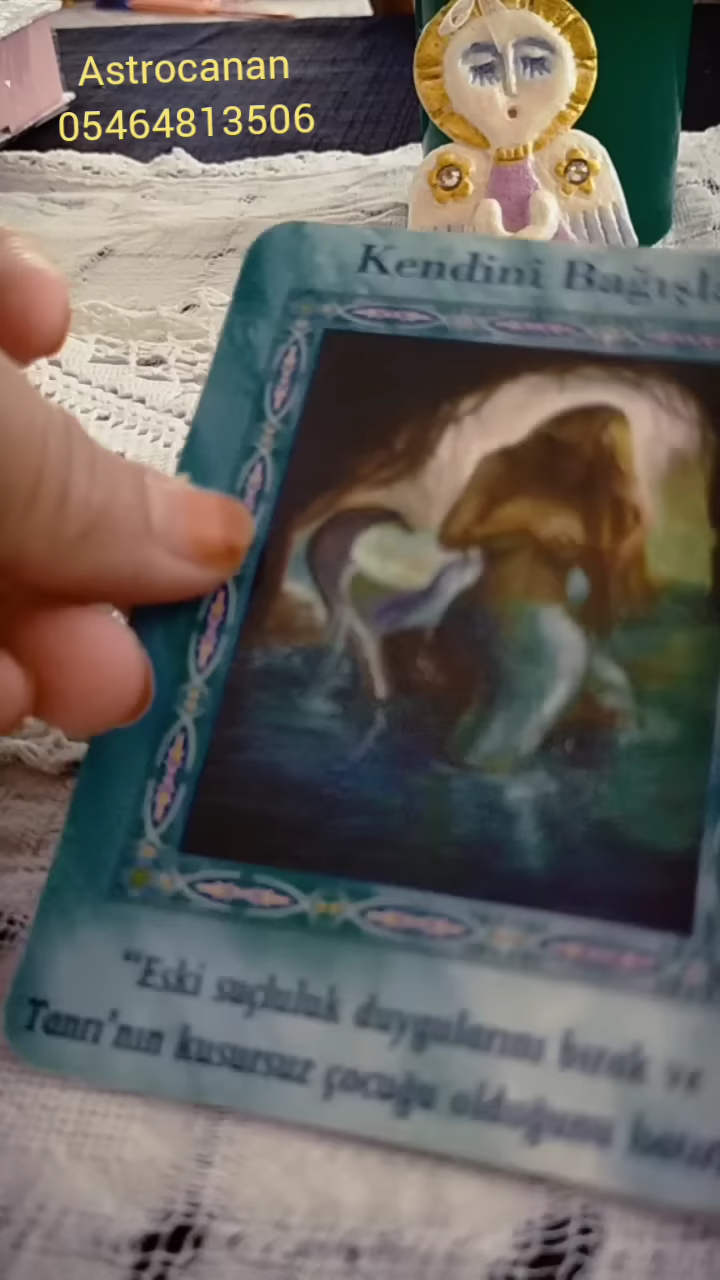 Astrocanan
05464813506
Kendini Bağışla
"Eski suçluluk duygularını bırak ve
Tanrı'nın kusursuz çocuğu olduğunu